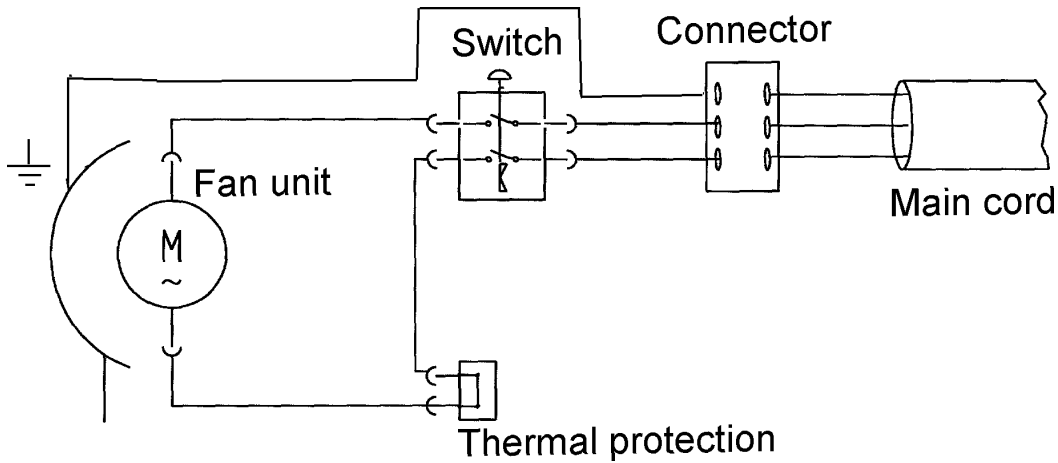 Switch
Connector
Fan unit
Main cord
M
~
Thermal protection